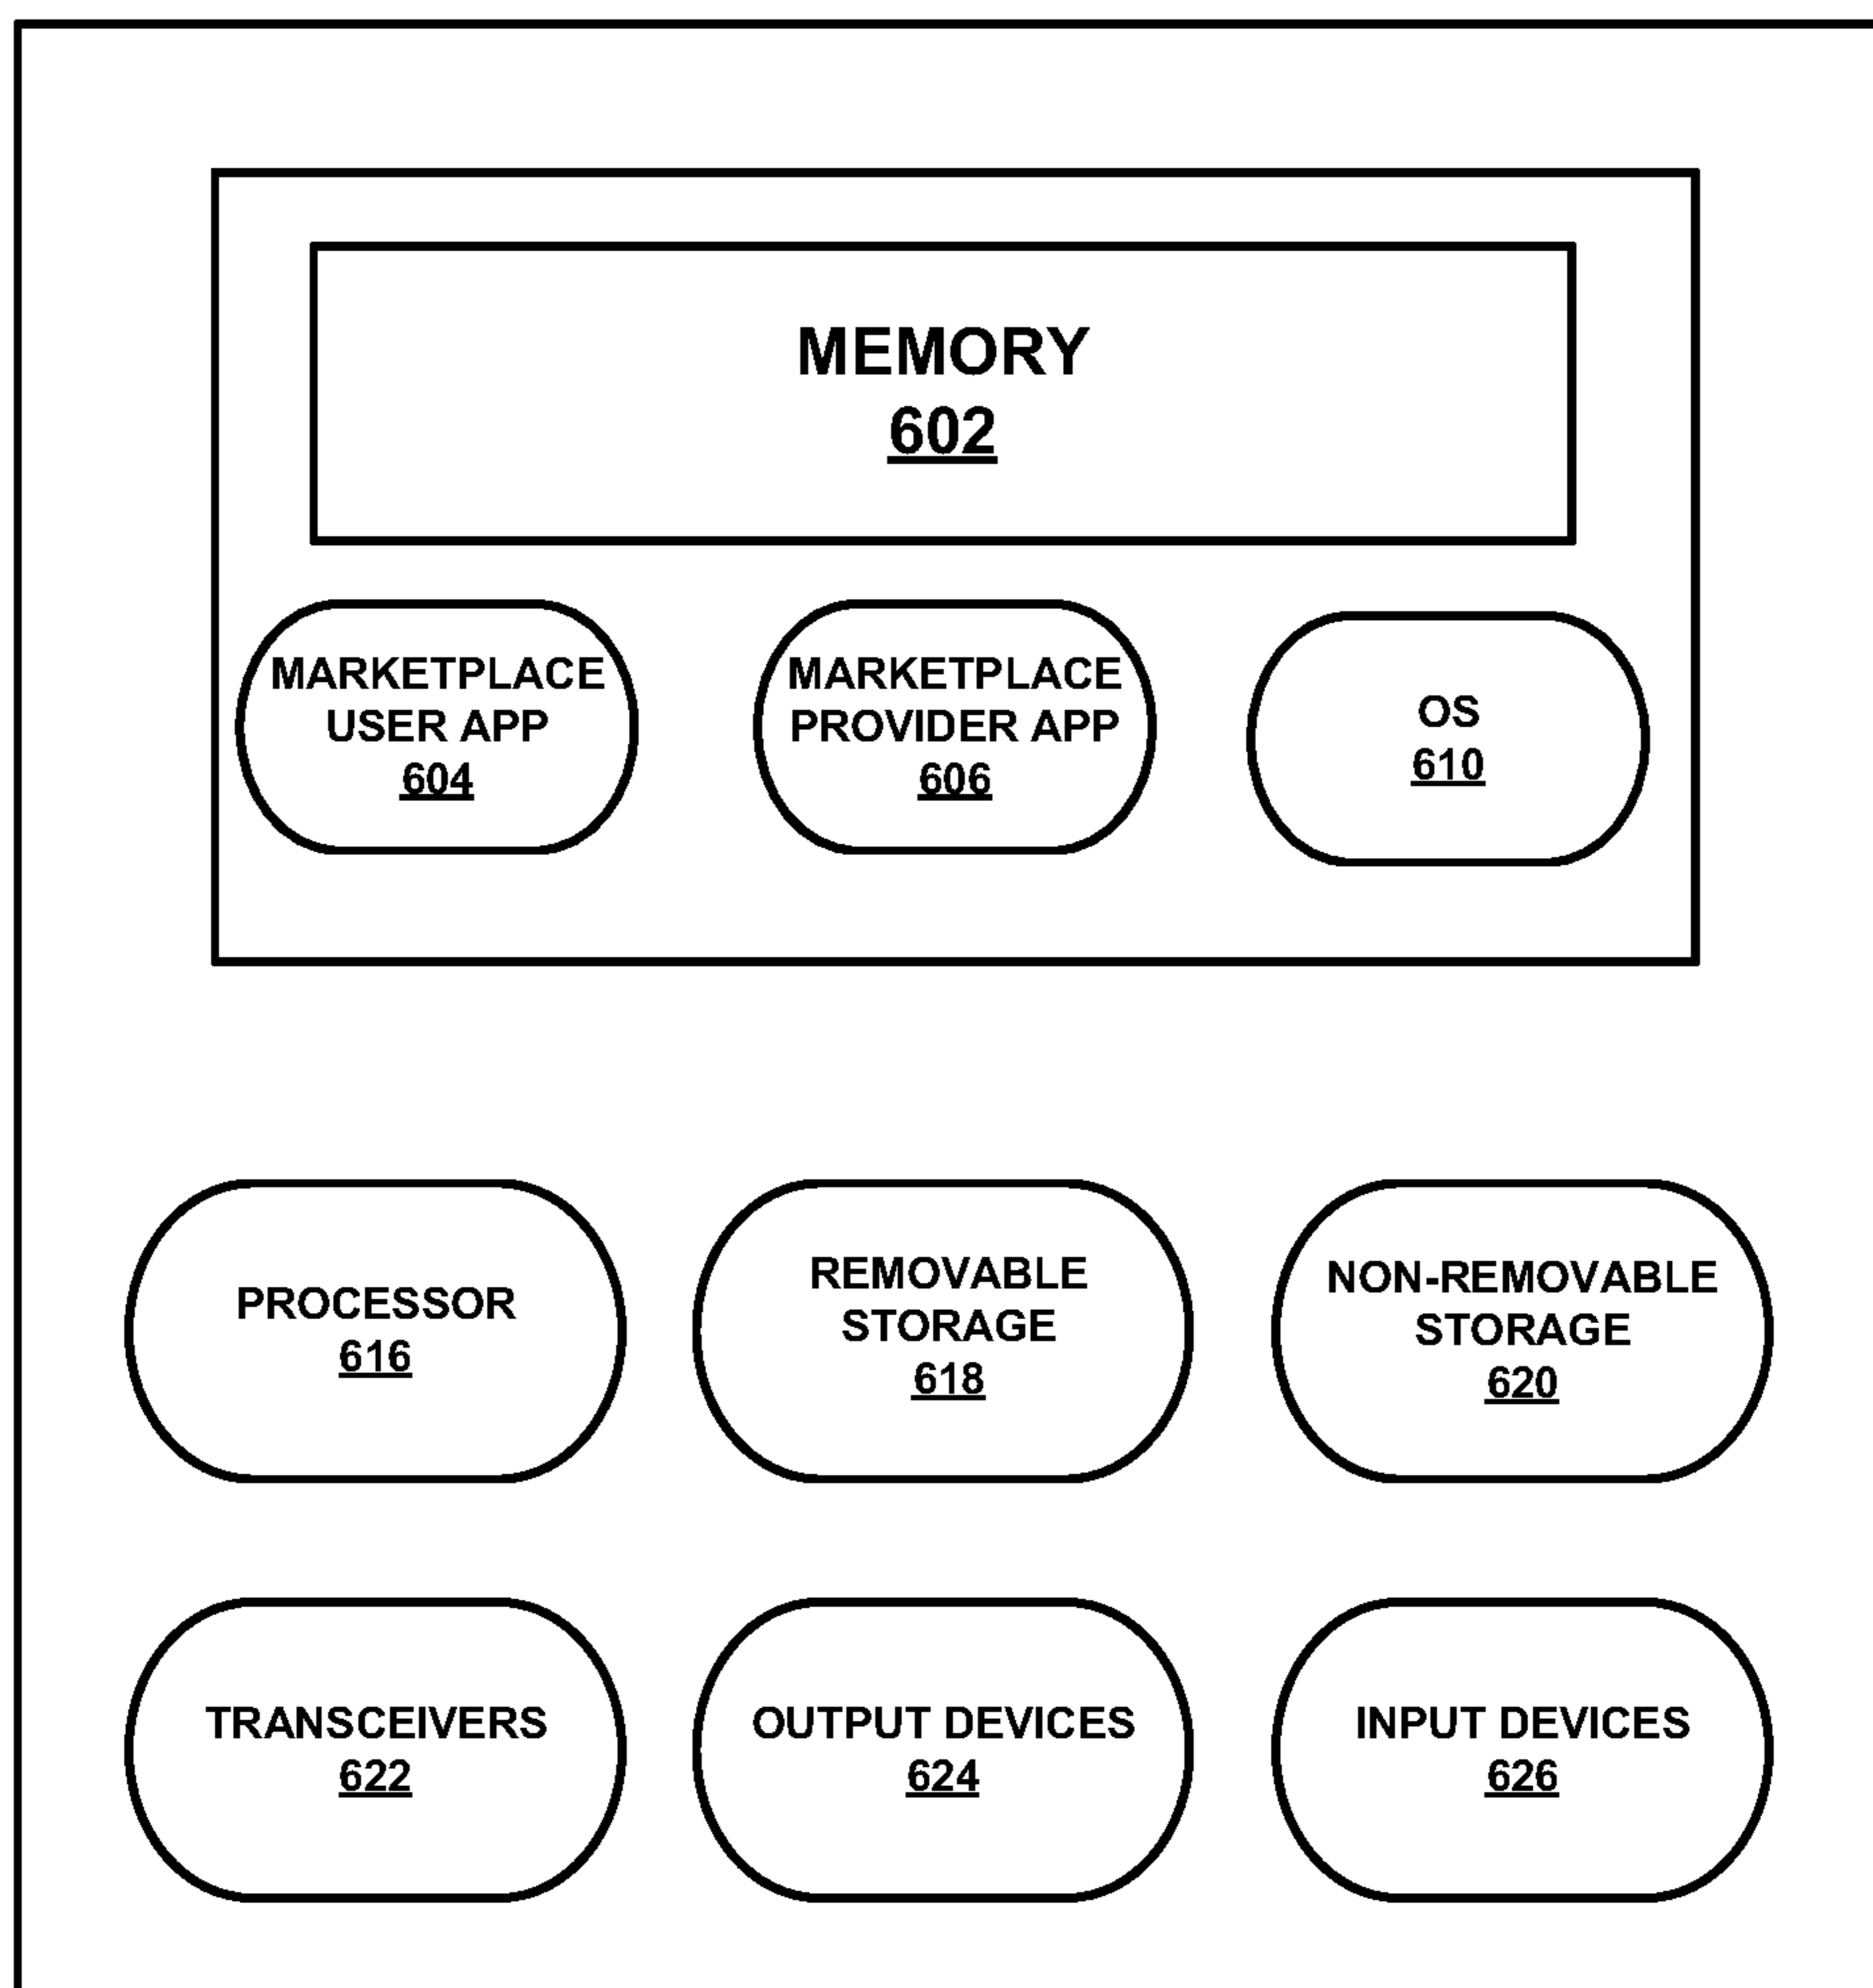 MEMORY
602
MARKETPLACE
USER APP
604
MARKETPLACE
PROVIDER APP
606
OS
610
PROCESSOR
616
REMOVABLE
STORAGE
618
NON-REMOVABLE
STORAGE
620
TRANSCEIVERS
622
OUTPUT DEVICES
624
INPUT DEVICES
626